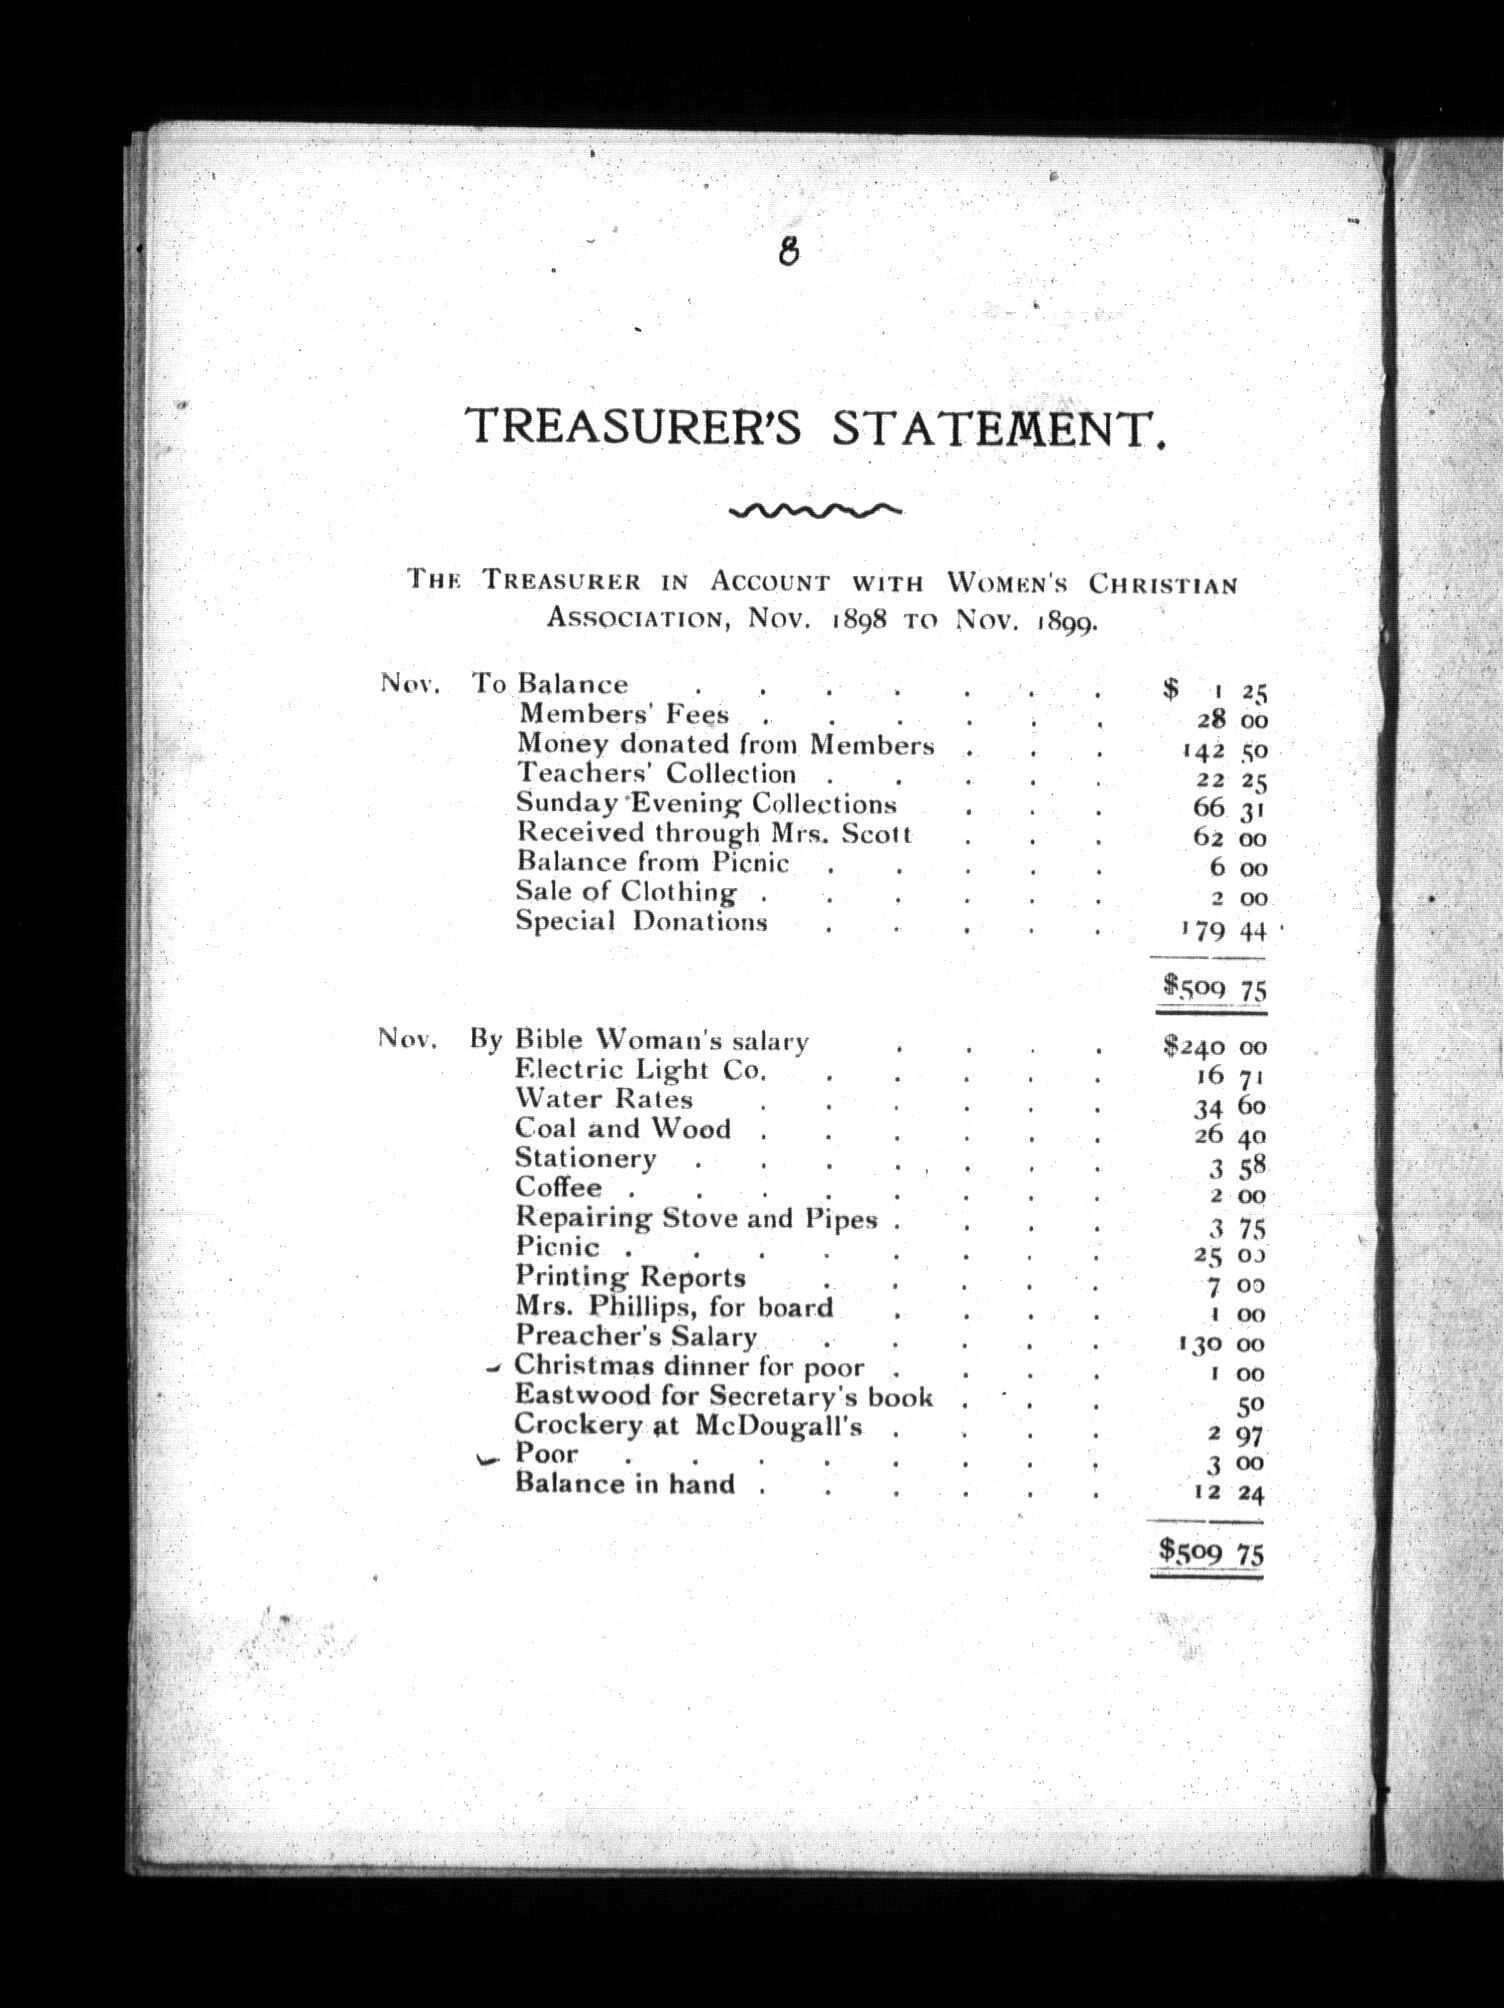 8
TREASURER'S STATEMENT.
THE TREASURER IN ACCOUNT WITH WOMEN'S CHRISTIAN
ASSOCIATION, NOV. 1898 TO NOV. 1899.
Nov. To Balance . . . . . . . $ 1 25
Members' Fees . . . . . . 28 00
Money donated from Members . . . 142 50
Teachers' Collection . . . . . 22 25
Sunday Evening Collections . . . 66 31
Received through Mrs. Scott . . . 62 00
Balance from Picnic . . . . . 6 00
Sale of Clothing . . . . . . 2 00
Special Donations . . . . . 179 44
$509 75
Nov. By Bible Woman's salary . . . . $240 00
Electric Light Co. . . . . . 16 71
Water Rates . . . . . . 34 60
Coal and Wood . . . . . . 26 40
Stationery . . . . . . . 3 58
Coffee . . . . . . . . 2 00
Repairing Stove and Pipes . . . . 3 75
Picnic . . . . . . . . 25 00
Printing Reports . . . . . 7 00
Mrs. Phillips, for board . . . . 1 00
Preacher's Salary . . . . . 130 00
Christmas dinner for poor . . . . 1 00
Eastwood for Secretary's book . . . 50
Crockery at McDougall's . . . . 2 97
Poor . . . . . . . . 3 00
Balance in hand . . . . . . 12 24
$509 75